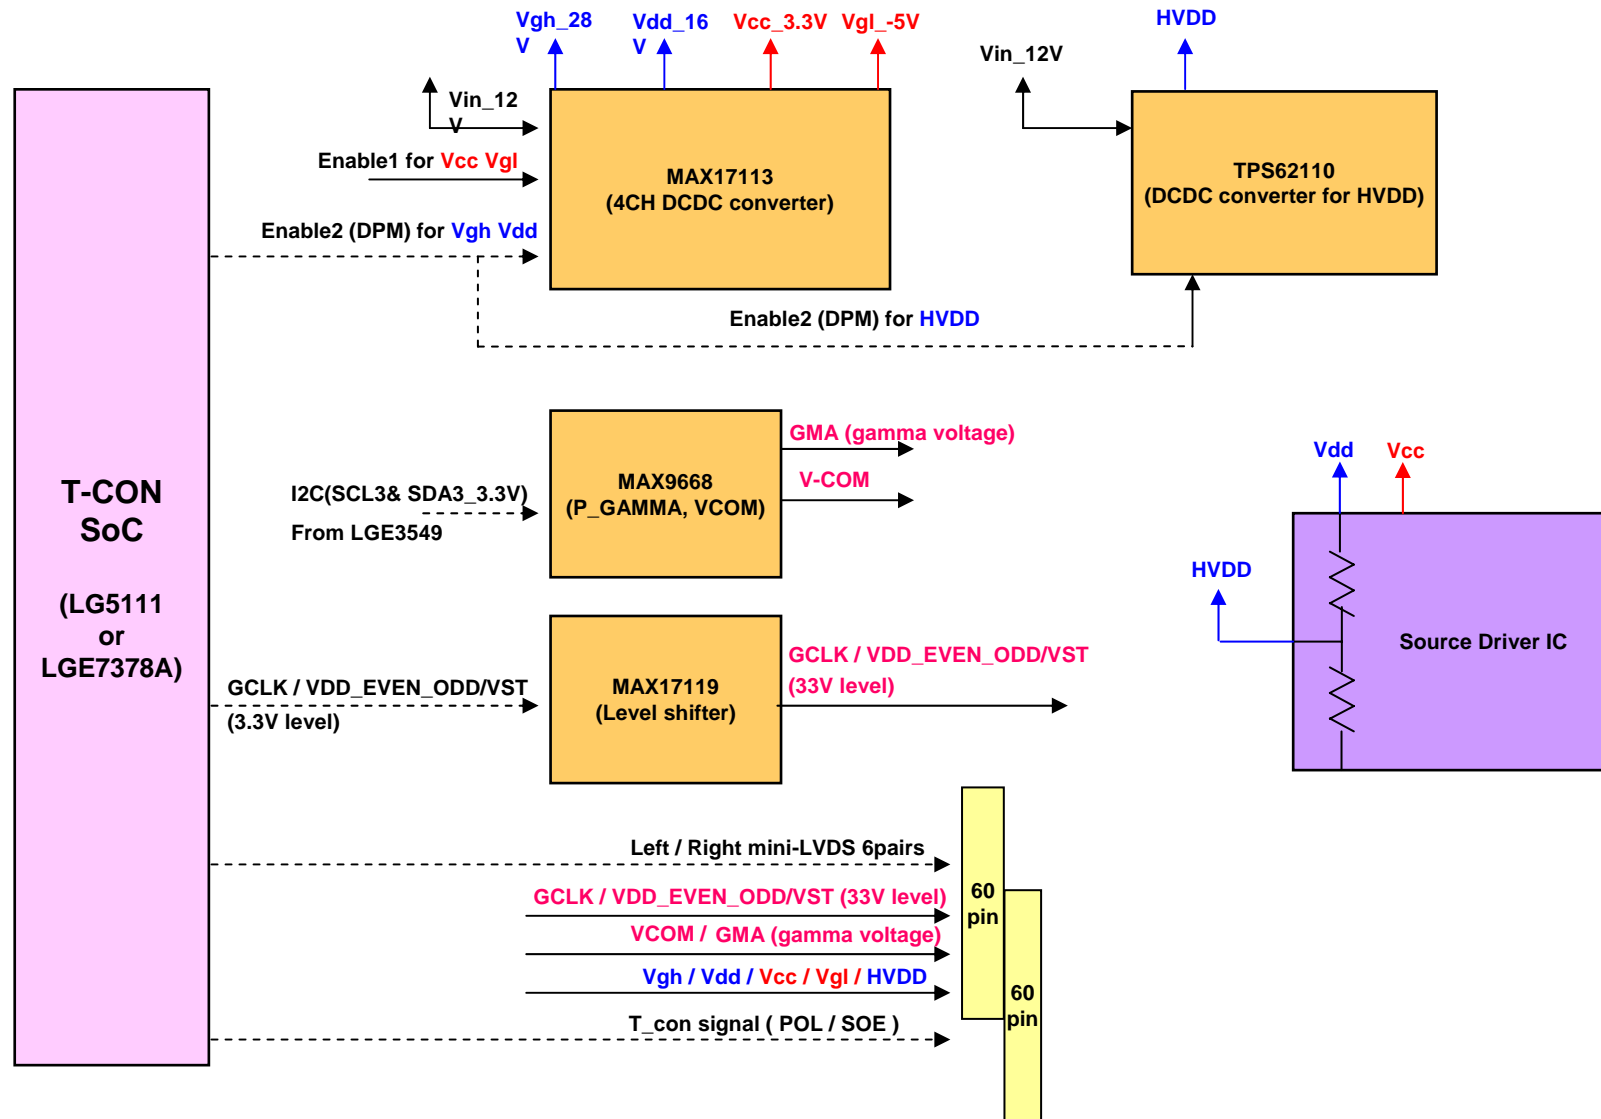 Vgh_28
V
Vdd_16
V
Vcc_3.3V
Vgl_-5V
HVDD
Vin_12V
Vin_12
V
Enable1 for Vcc Vgl
MAX17113
(4CH DCDC converter)
TPS62110
(DCDC converter for HVDD)
Enable2 (DPM) for Vgh Vdd
Enable2 (DPM) for HVDD
T-CON
SoC
(LG5111
or
LGE7378A)
I2C(SCL3& SDA3_3.3V)
From LGE3549
MAX9668
(P_GAMMA, VCOM)
GMA (gamma voltage)
V-COM
Vdd
Vcc
HVDD
Source Driver IC
GCLK / VDD_EVEN_ODD/VST
(3.3V level)
MAX17119
(Level shifter)
GCLK / VDD_EVEN_ODD/VST
(33V level)
Left / Right mini-LVDS 6pairs
GCLK / VDD_EVEN_ODD/VST (33V level)
VCOM / GMA (gamma voltage)
Vgh / Vdd / Vcc / Vgl / HVDD
T_con signal ( POL / SOE )
60
pin
60
pin